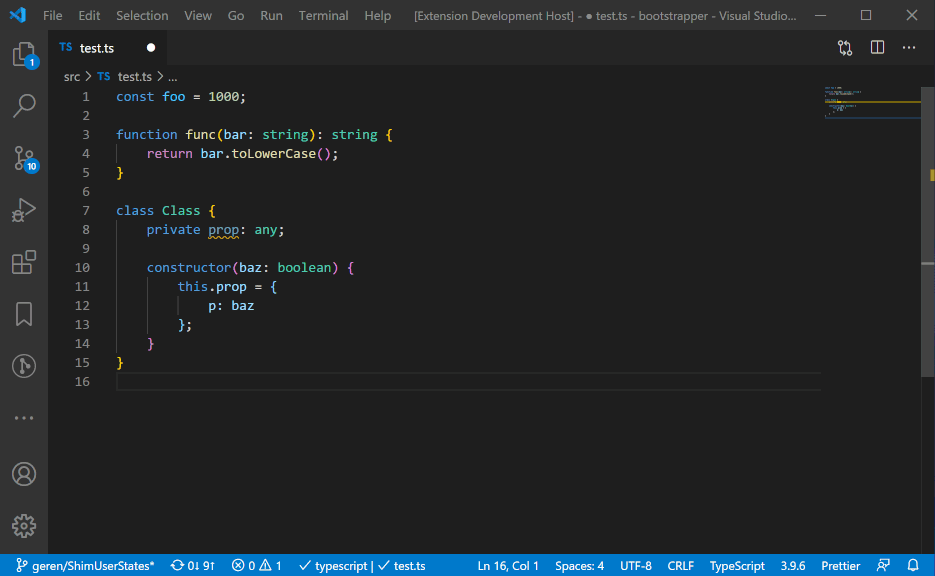 File Edit Selection View Go Run Terminal Help [Extension Development Host] - ● test.ts - bootstrapper - Visual Studio...
TS test.ts ●
src > TS test.ts > ...
1 const foo = 1000;
2
3 function func(bar: string): string {
4 return bar.toLowerCase();
5 }
6
7 class Class {
8 private prop: any;
9
10 constructor(baz: boolean) {
11 this.prop = {
12 p: baz
13 };
14 }
15 }
16
1
10
geren/ShimUserStates* 0↓ 9↑ 0 1 ✓ typescript | ✓ test.ts Ln 16, Col 1 Spaces: 4 UTF-8 CRLF TypeScript 3.9.6 Prettier